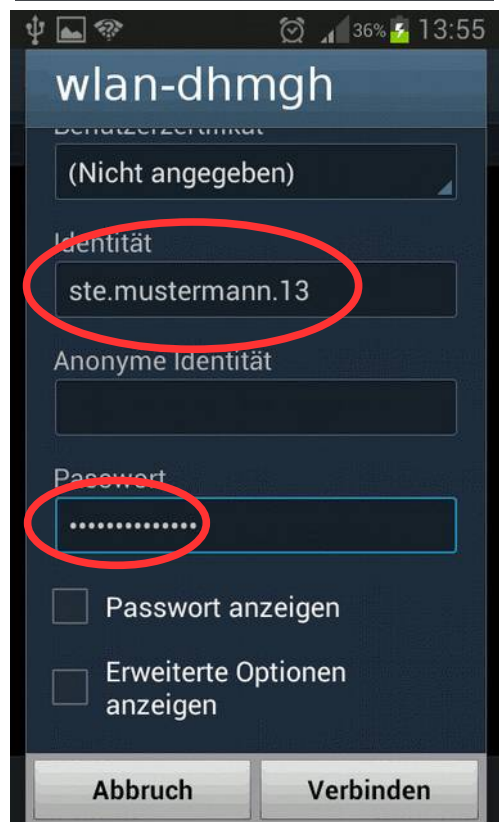 36% 13:55
wlan-dhmgh
Benutzerzertifikat
(Nicht angegeben)
Identität
ste.mustermann.13
Anonyme Identität
Passwort
••••••••••••••
Passwort anzeigen
Erweiterte Optionen
anzeigen
Abbruch Verbinden